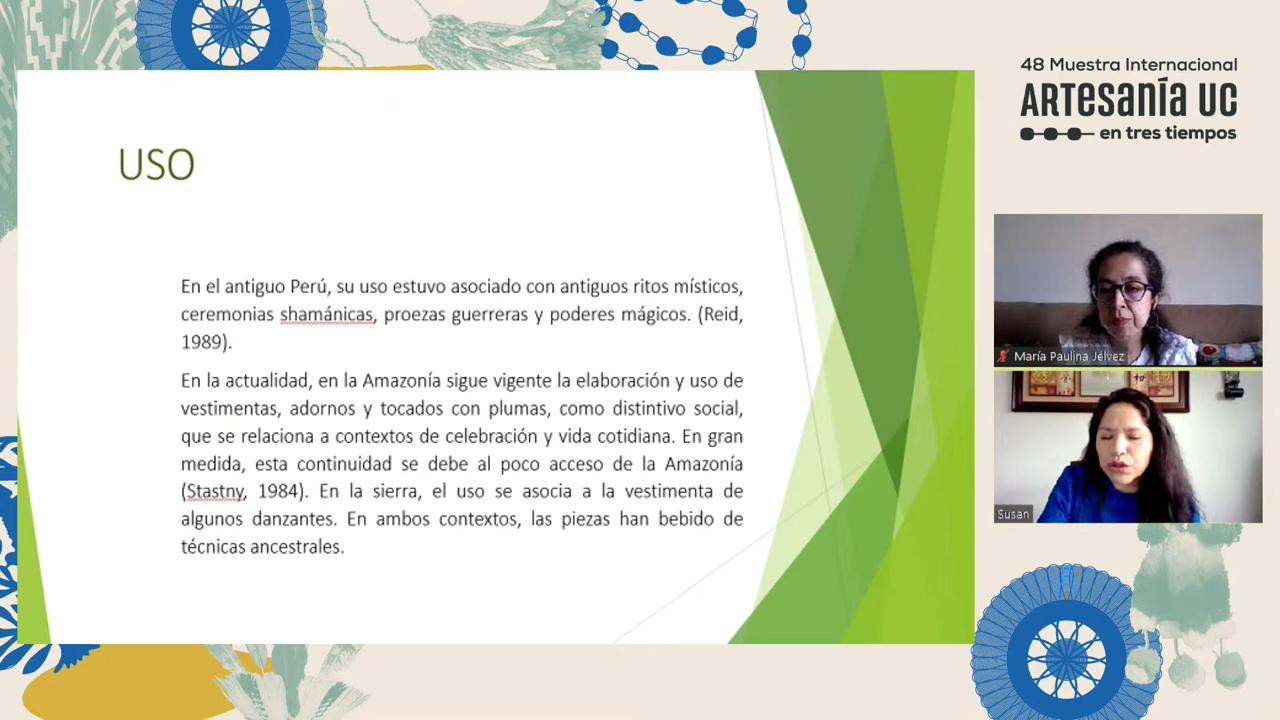 USO
En el antiguo Perú, su uso estuvo asociado con antiguos ritos místicos,
ceremonias shamánicas, proezas guerreras y poderes mágicos. (Reid,
1989).
En la actualidad, en la Amazonía sigue vigente la elaboración y uso de
vestimentas, adornos y tocados con plumas, como distintivo social,
que se relaciona a contextos de celebración y vida cotidiana. En gran
medida, esta continuidad se debe al poco acceso de la Amazonía
(Stastny, 1984). En la sierra, el uso se asocia a la vestimenta de
algunos danzantes. En ambos contextos, las piezas han bebido de
técnicas ancestrales.
48 Muestra Internacional
ARTesanía UC
en tres tiempos
María Paulina Jélvez
Susan